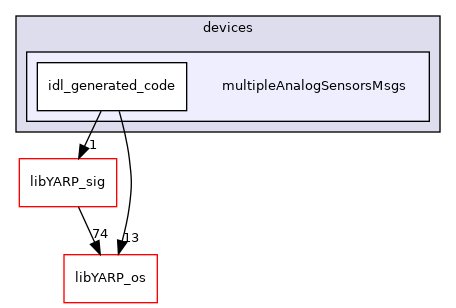 devices
idl_generated_code
multipleAnalogSensorsMsgs
1
libYARP_sig
74
13
libYARP_os